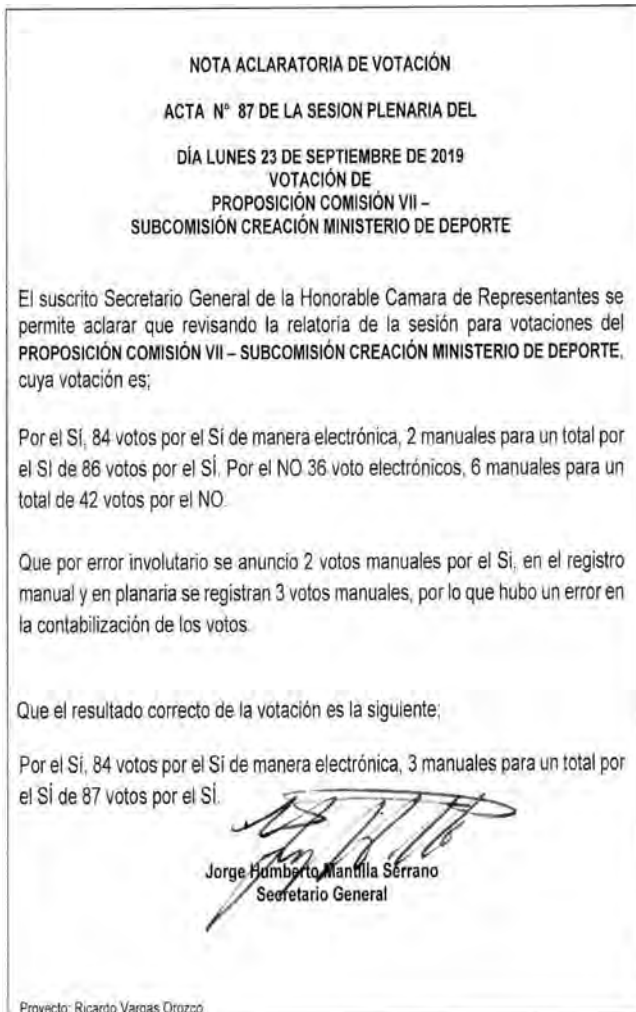 NOTA ACLARATORIA DE VOTACIÓN
ACTA N° 87 DE LA SESION PLENARIA DEL
DÍA LUNES 23 DE SEPTIEMBRE DE 2019
VOTACIÓN DE
PROPOSICIÓN COMISIÓN VII –
SUBCOMISIÓN CREACIÓN MINISTERIO DE DEPORTE
El suscrito Secretario General de la Honorable Camara de Representantes se
permite aclarar que revisando la relatoria de la sesión para votaciones del
PROPOSICIÓN COMISIÓN VII – SUBCOMISIÓN CREACIÓN MINISTERIO DE DEPORTE,
cuya votación es;
Por el Sí, 84 votos por el Sí de manera electrónica, 2 manuales para un total por
el SI de 86 votos por el SÍ. Por el NO 36 voto electrónicos, 6 manuales para un
total de 42 votos por el NO.
Que por error involutario se anuncio 2 votos manuales por el Si, en el registro
manual y en planaria se registran 3 votos manuales, por lo que hubo un error en
la contabilización de los votos.
Que el resultado correcto de la votación es la siguiente;
Por el Sí, 84 votos por el Sí de manera electrónica, 3 manuales para un total por
el SÍ de 87 votos por el SÍ.
Jorge Humberto Mantilla Serrano
Secretario General
Proyecto: Ricardo Vargas Orozco